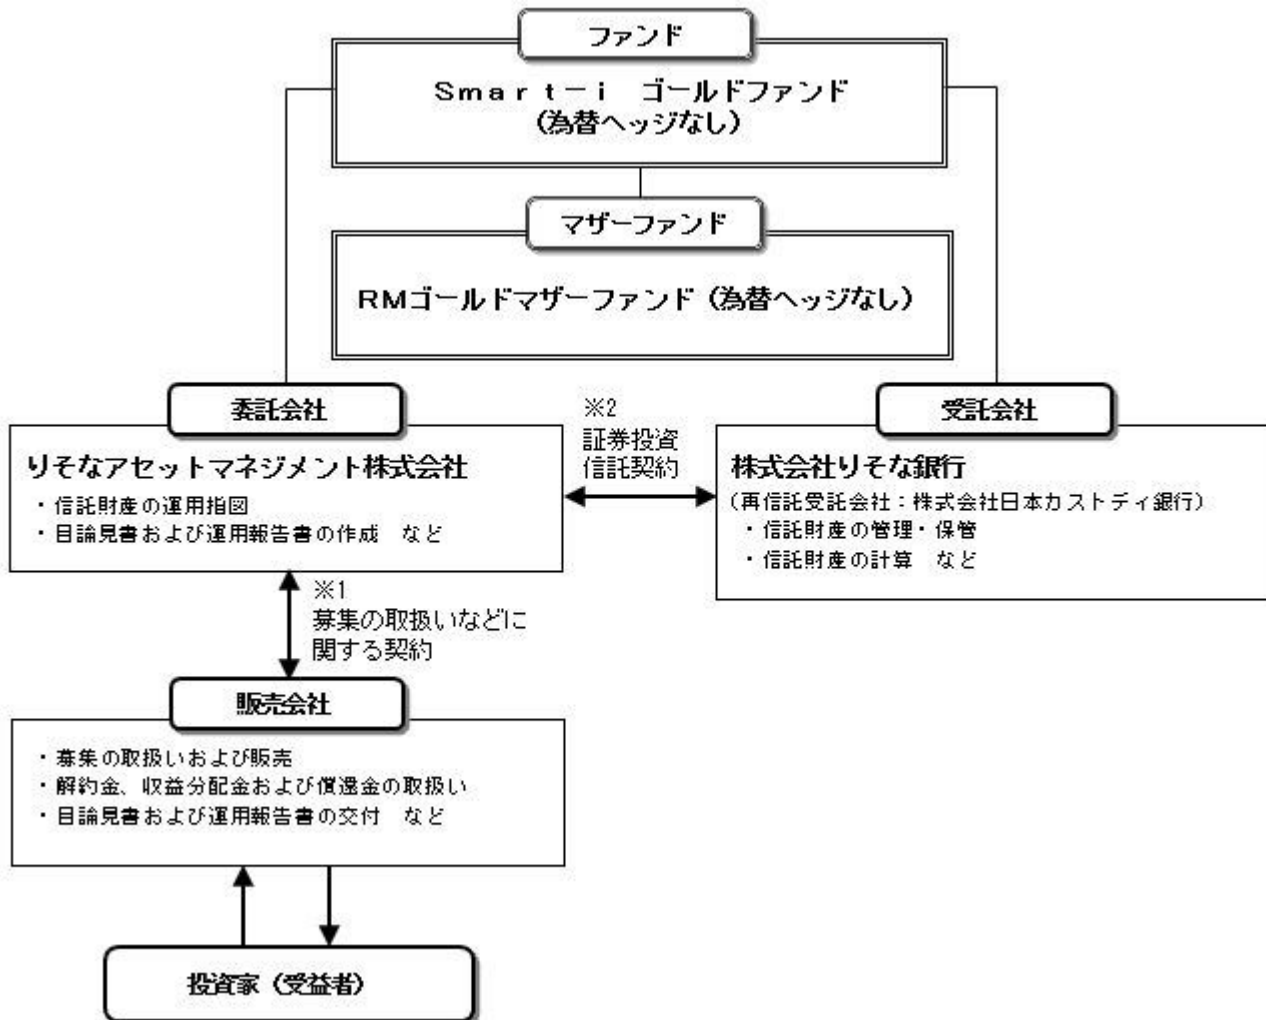 ファンド
Ｓｍａｒｔ－ｉ　ゴールドファンド
（為替ヘッジなし）
マザーファンド
ＲＭゴールドマザーファンド（為替ヘッジなし）
委託会社
りそなアセットマネジメント株式会社
・信託財産の運用指図
・目論見書および運用報告書の作成　など
※2
証券投資
信託契約
受託会社
株式会社りそな銀行
（再信託受託会社：株式会社日本カストディ銀行）
・信託財産の管理・保管
・信託財産の計算　など
※1
募集の取扱いなどに
関する契約
販売会社
・募集の取扱いおよび販売
・解約金、収益分配金および償還金の取扱い
・目論見書および運用報告書の交付　など
投資家（受益者）